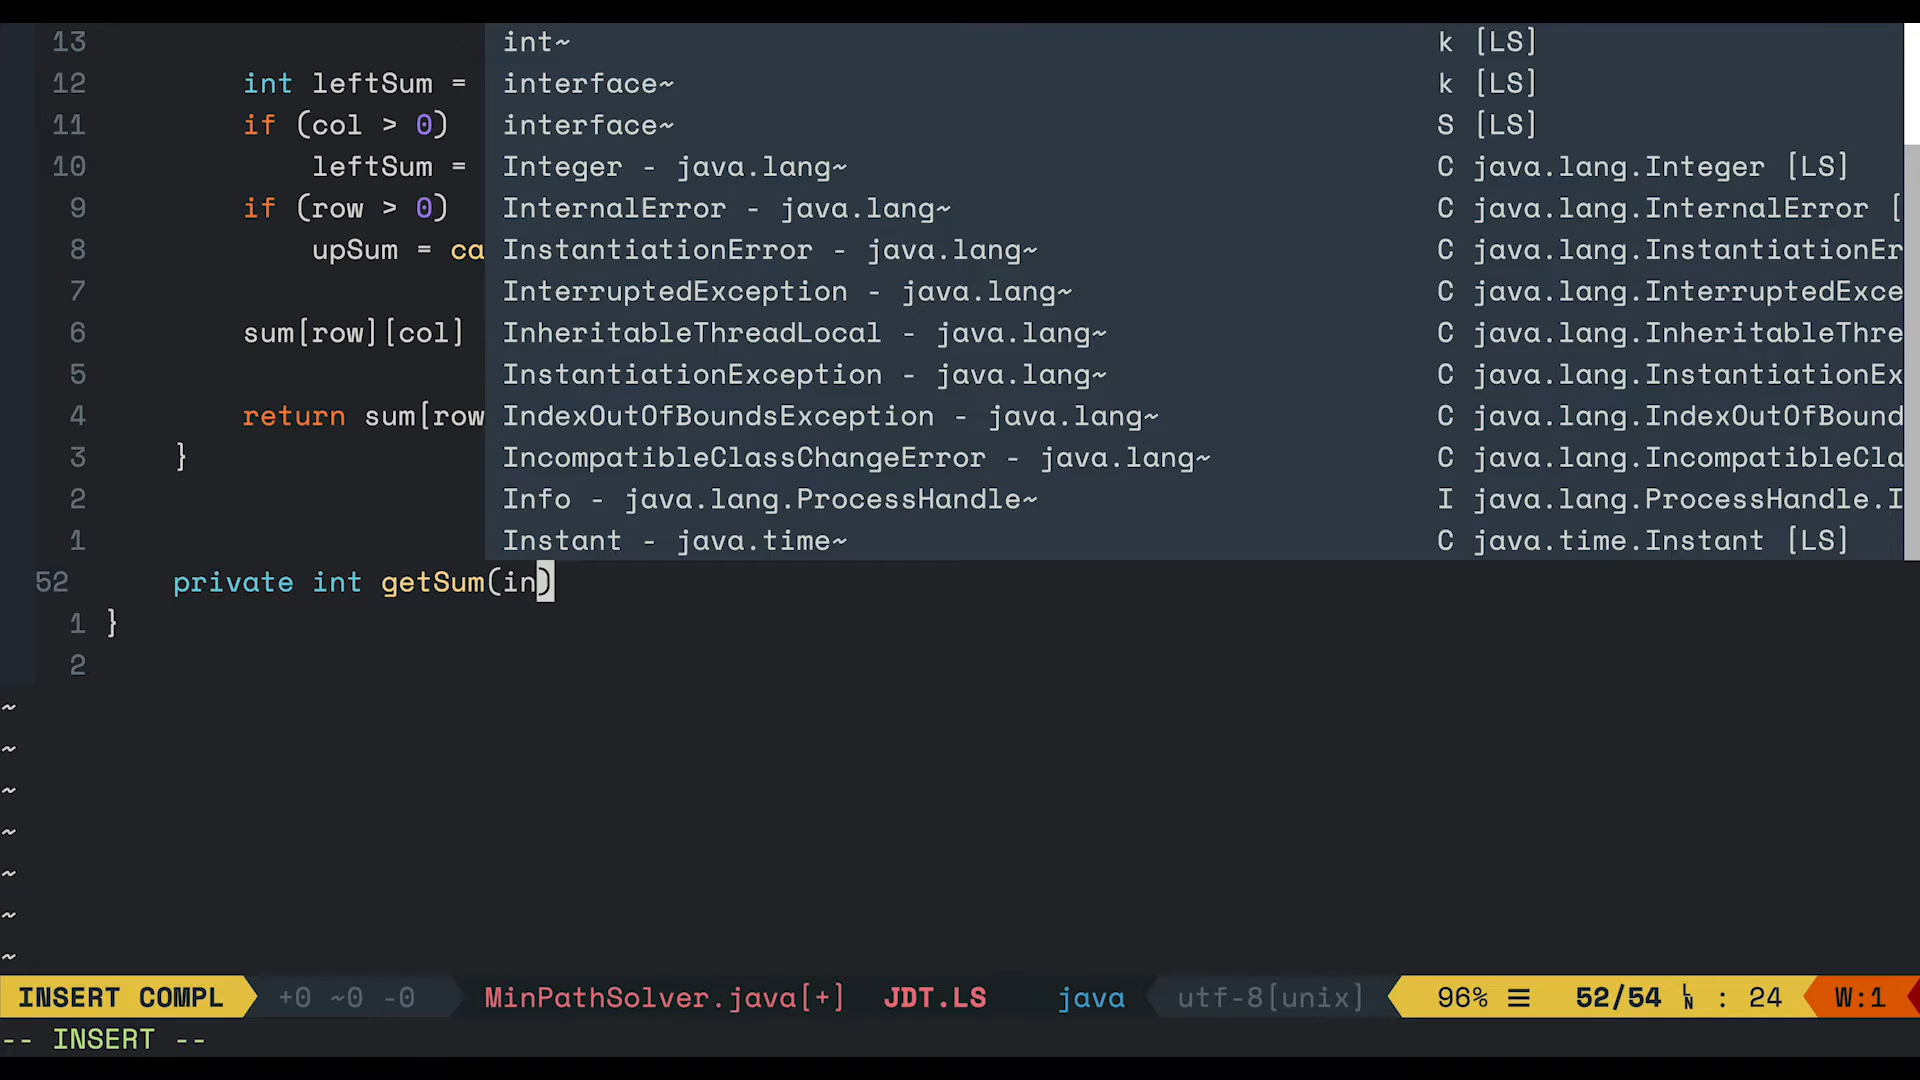 13 int~ k [LS]
12 int leftSum = interface~ k [LS]
11 if (col > 0) interface~ S [LS]
10 leftSum = Integer - java.lang~ C java.lang.Integer [LS]
9 if (row > 0) InternalError - java.lang~ C java.lang.InternalError [
8 upSum = ca InstantiationError - java.lang~ C java.lang.InstantiationEr
7 InterruptedException - java.lang~ C java.lang.InterruptedExce
6 sum[row][col] InheritableThreadLocal - java.lang~ C java.lang.InheritableThre
5 InstantiationException - java.lang~ C java.lang.InstantiationEx
4 return sum[row IndexOutOfBoundsException - java.lang~ C java.lang.IndexOutOfBound
3 } IncompatibleClassChangeError - java.lang~ C java.lang.IncompatibleCla
2 Info - java.lang.ProcessHandle~ I java.lang.ProcessHandle.I
1 Instant - java.time~ C java.time.Instant [LS]
52 private int getSum(in)
1 }
2
~
~
~
~
~
~
~
INSERT COMPL +0 ~0 -0 MinPathSolver.java[+] JDT.LS java utf-8[unix] 96% ☰ 52/54 ㏑ : 24 W:1
-- INSERT --